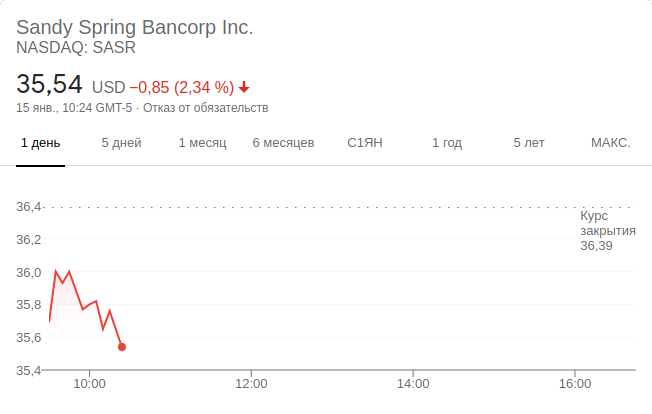 Sandy Spring Bancorp Inc.
NASDAQ: SASR
35,54 USD −0,85 (2,34 %)
15 янв., 10:24 GMT-5 · Отказ от обязательств
1 день 5 дней 1 месяц 6 месяцев С1ЯН 1 год 5 лет МАКС.
36,4
Курс
закрытия
36,39
36,2
36,0
35,8
35,6
35,4
10:00 12:00 14:00 16:00